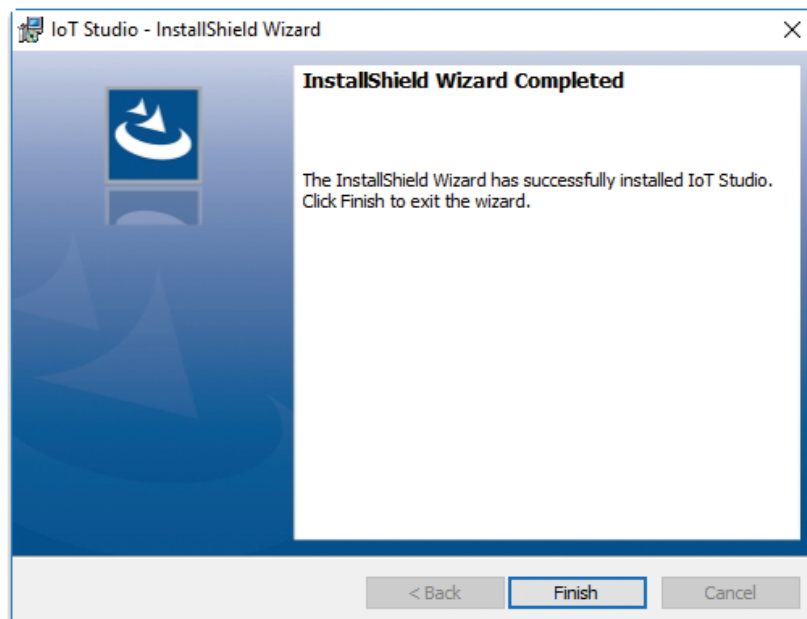 IoT Studio - InstallShield Wizard
InstallShield Wizard Completed
The InstallShield Wizard has successfully installed IoT Studio.
Click Finish to exit the wizard.
< Back
Finish
Cancel